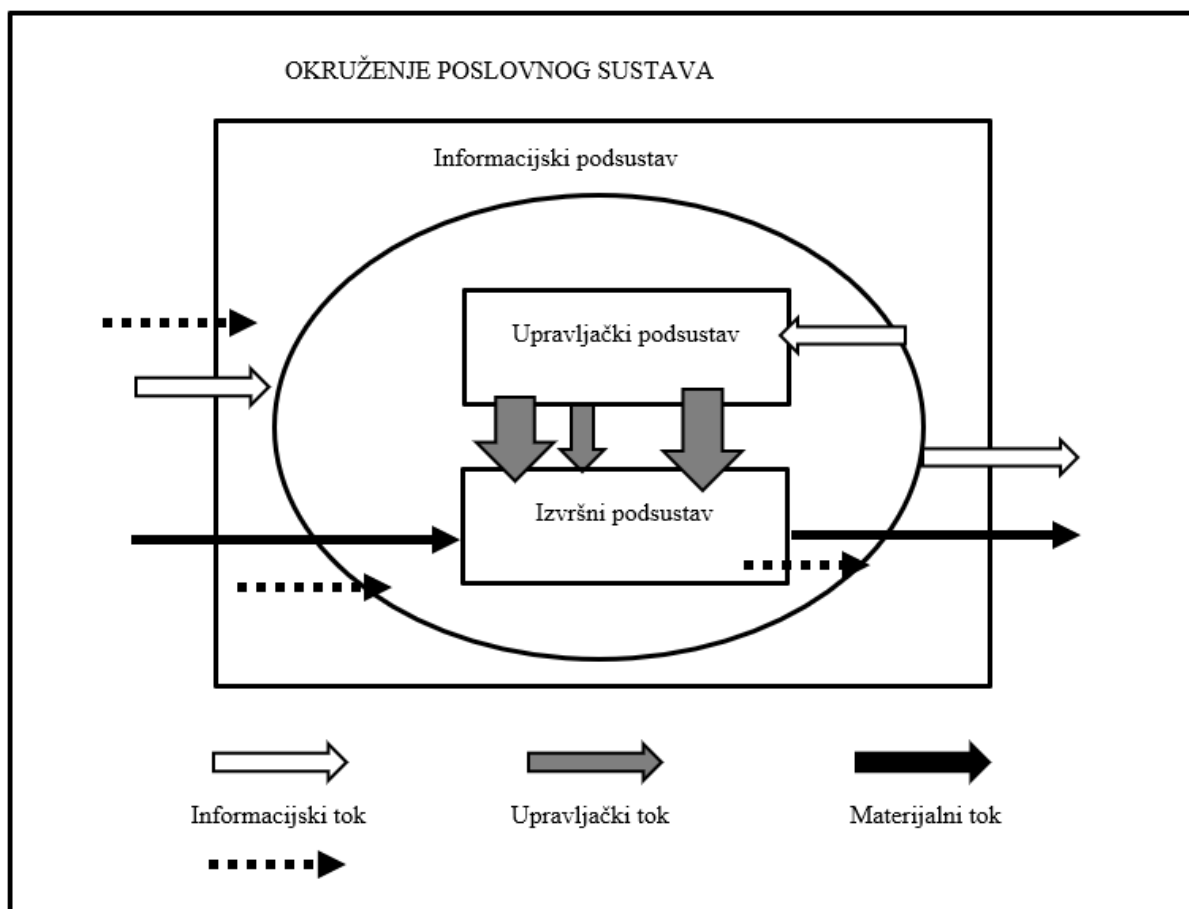 OKRUŽENJE POSLOVNOG SUSTAVA
Informacijski podsustav
Upravljački podsustav
Izvršni podsustav
Informacijski tok
Upravljački tok
Materijalni tok